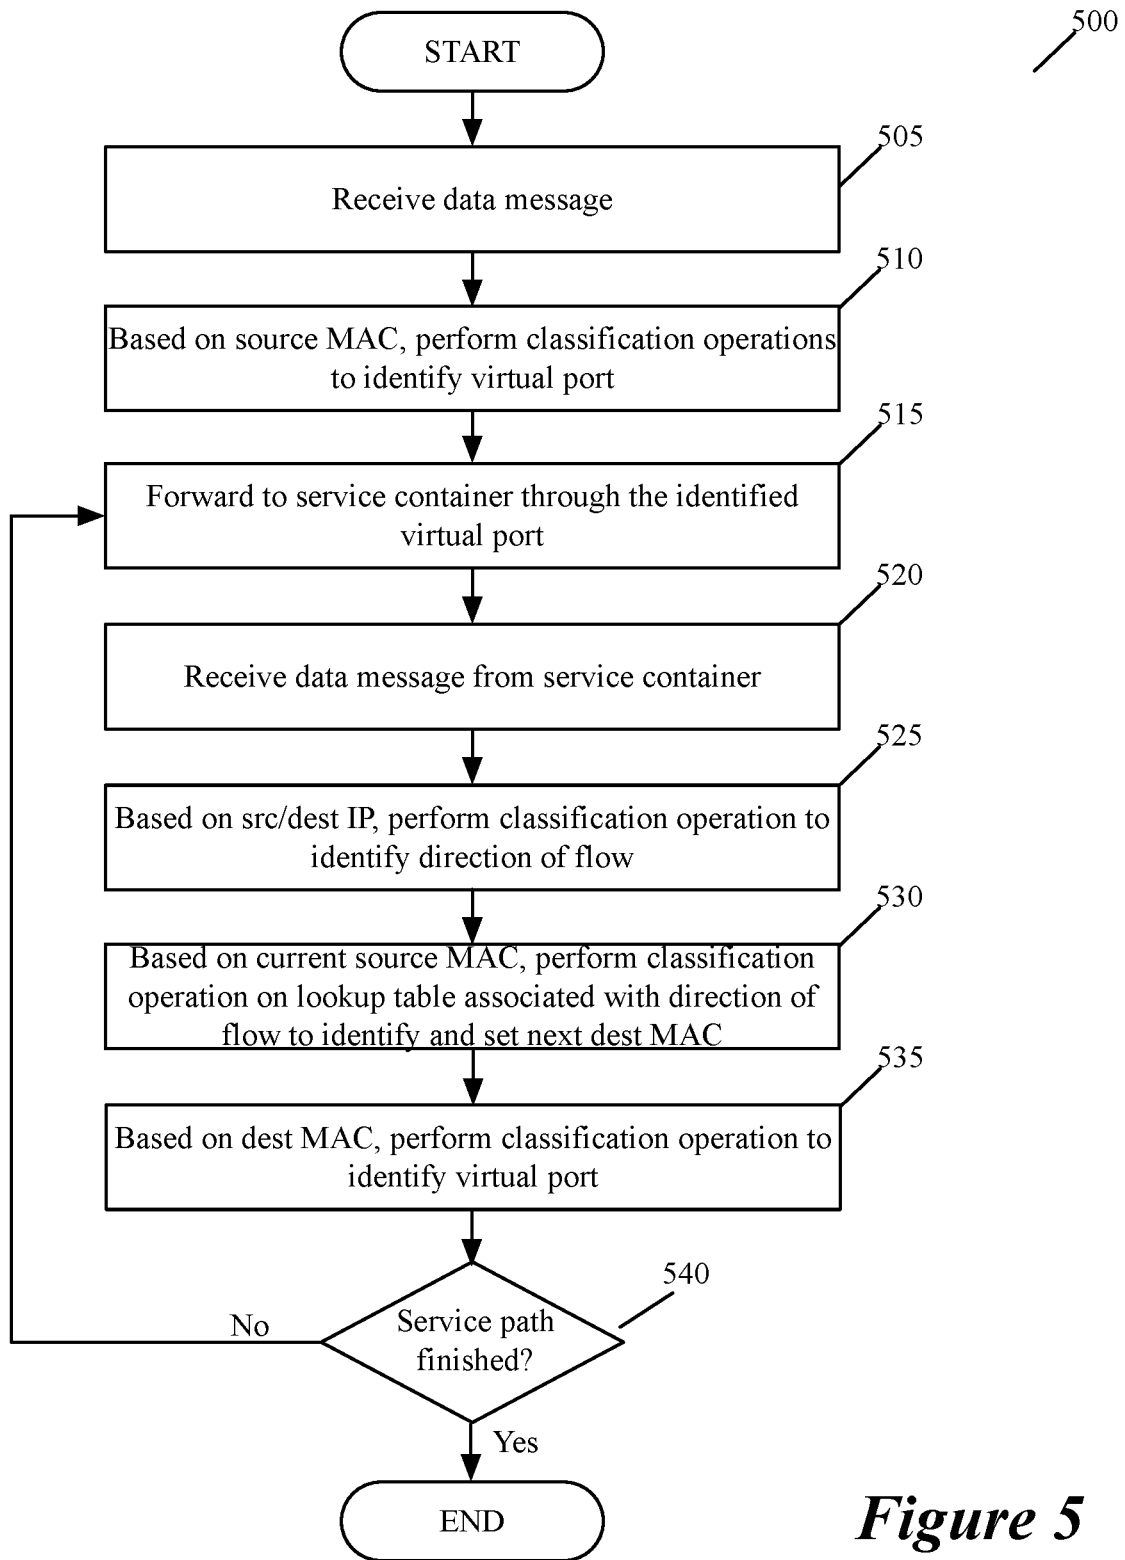 500
START
505
Receive data message
510
Based on source MAC, perform classification operations
to identify virtual port
515
Forward to service container through the identified
virtual port
520
Receive data message from service container
525
Based on src/dest IP, perform classification operation to
identify direction of flow
530
Based on current source MAC, perform classification
operation on lookup table associated with direction of
flow to identify and set next dest MAC
535
Based on dest MAC, perform classification operation to
identify virtual port
540
Service path
finished?
No
Yes
END
Figure 5